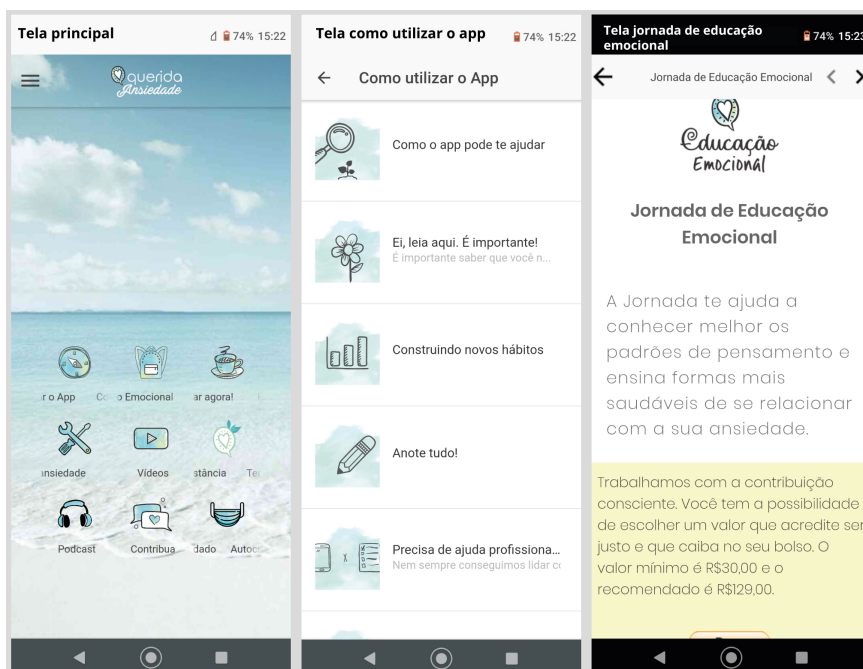 Tela principal
74% 15:22
querida
Ansiedade
r o App
o Emocional
ar agora!
nsiedade
Vídeos
stância
Te
Podcast
Contribua
dado
Autoc
Tela como utilizar o app
74% 15:22
Como utilizar o App
Como o app pode te ajudar
Ei, leia aqui. É importante!
É importante saber que você n...
Construindo novos hábitos
Anote tudo!
Precisa de ajuda profissiona...
Nem sempre conseguimos lidar c
Tela jornada de educação
emocional
74% 15:23
Jornada de Educação Emocional
Educação
Emocional
Jornada de Educação
Emocional
A Jornada te ajuda a
conhecer melhor os
padrões de pensamento e
ensina formas mais
saudáveis de se relacionar
com a sua ansiedade.
Trabalhamos com a contribuição
consciente. Você tem a possibilidade
de escolher um valor que acredite ser
justo e que caiba no seu bolso. O
valor mínimo é R$30,00 e o
recomendado é R$129,00.